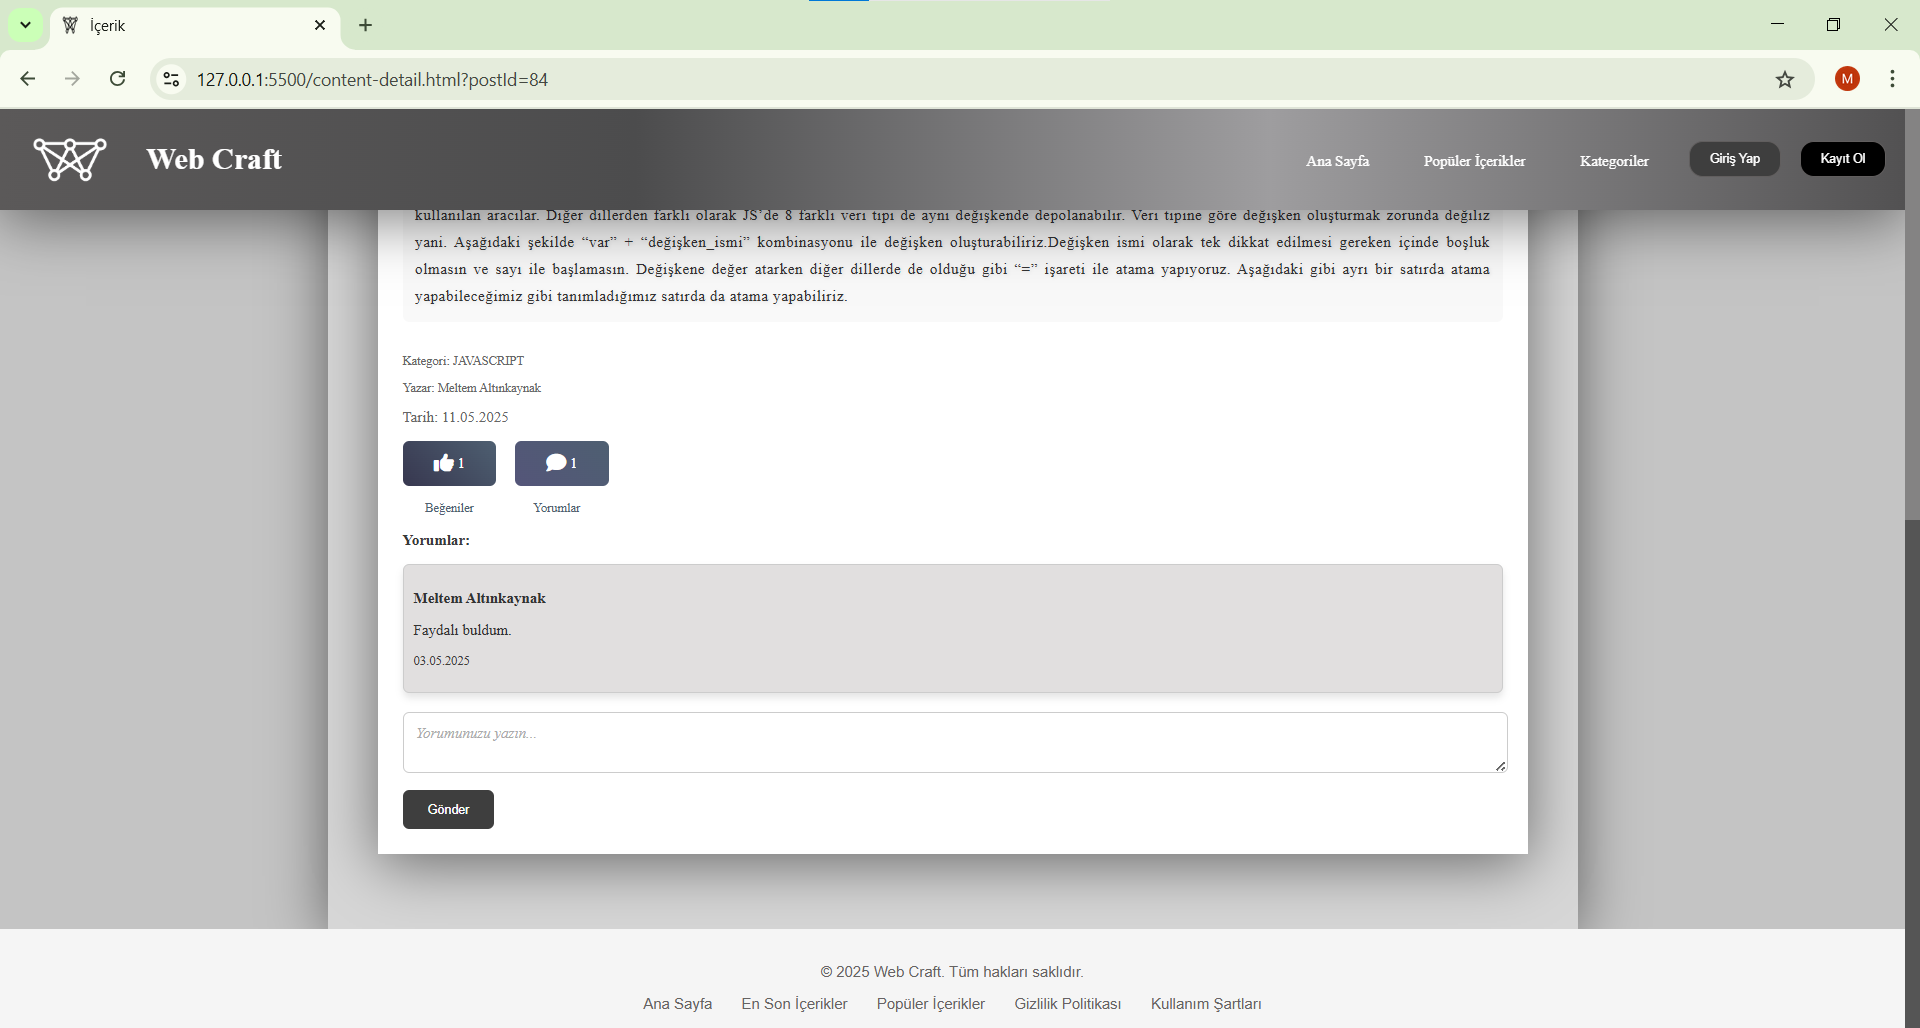 İçerik
127.0.0.1:5500/content-detail.html?postId=84
M
Web Craft
Ana Sayfa
Popüler İçerikler
Kategoriler
Giriş Yap
Kayıt Ol
kullanılan aracılar. Diğer dillerden farklı olarak JS’de 8 farklı veri tipi de aynı değişkende depolanabilir. Veri tipine göre değişken oluşturmak zorunda değiliz
yani. Aşağıdaki şekilde “var” + “değişken_ismi” kombinasyonu ile değişken oluşturabiliriz.Değişken ismi olarak tek dikkat edilmesi gereken içinde boşluk
olmasın ve sayı ile başlamasın. Değişkene değer atarken diğer dillerde de olduğu gibi “=” işareti ile atama yapıyoruz. Aşağıdaki gibi ayrı bir satırda atama
yapabileceğimiz gibi tanımladığımız satırda da atama yapabiliriz.
Kategori: JAVASCRIPT
Yazar: Meltem Altınkaynak
Tarih: 11.05.2025
1
1
Beğeniler
Yorumlar
Yorumlar:
Meltem Altınkaynak
Faydalı buldum.
03.05.2025
Yorumunuzu yazın...
Gönder
© 2025 Web Craft. Tüm hakları saklıdır.
Ana Sayfa
En Son İçerikler
Popüler İçerikler
Gizlilik Politikası
Kullanım Şartları